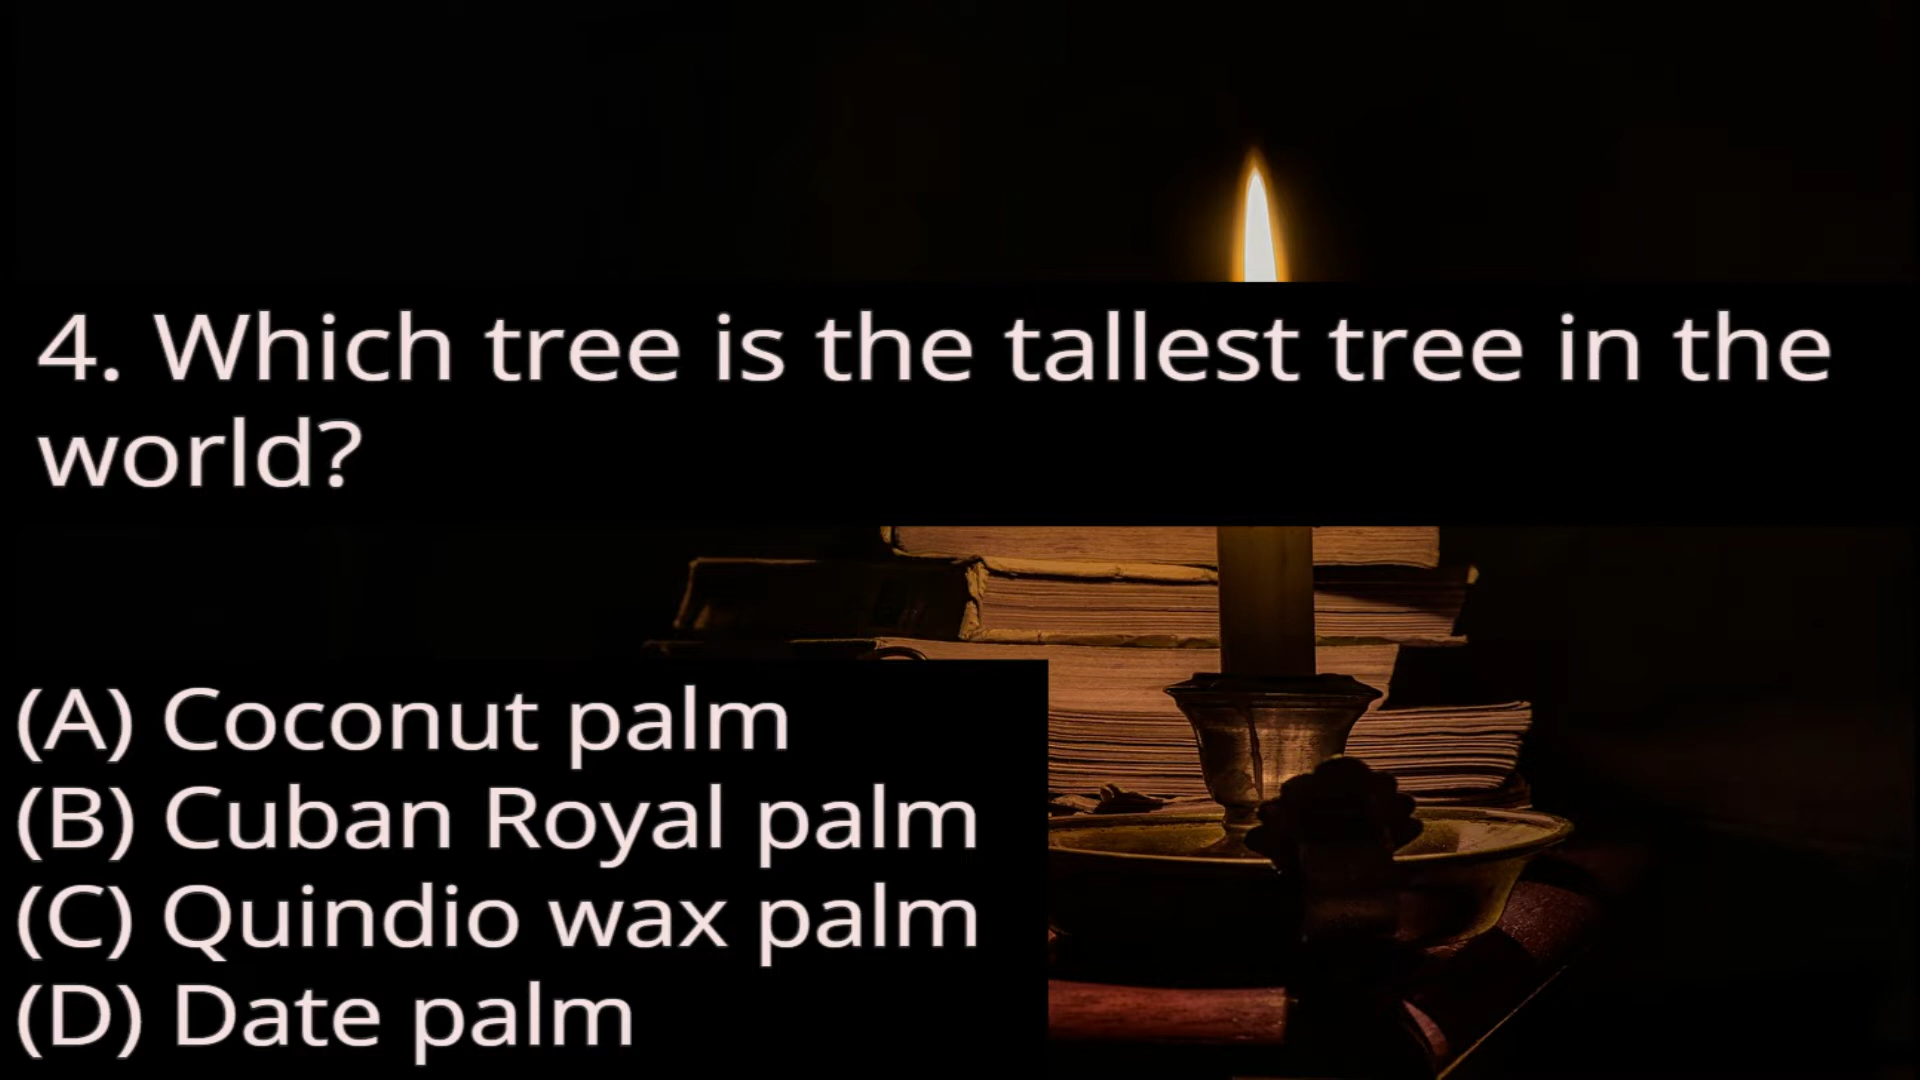 4. Which tree is the tallest tree in the
world?
(A) Coconut palm
(B) Cuban Royal palm
(C) Quindio wax palm
(D) Date palm